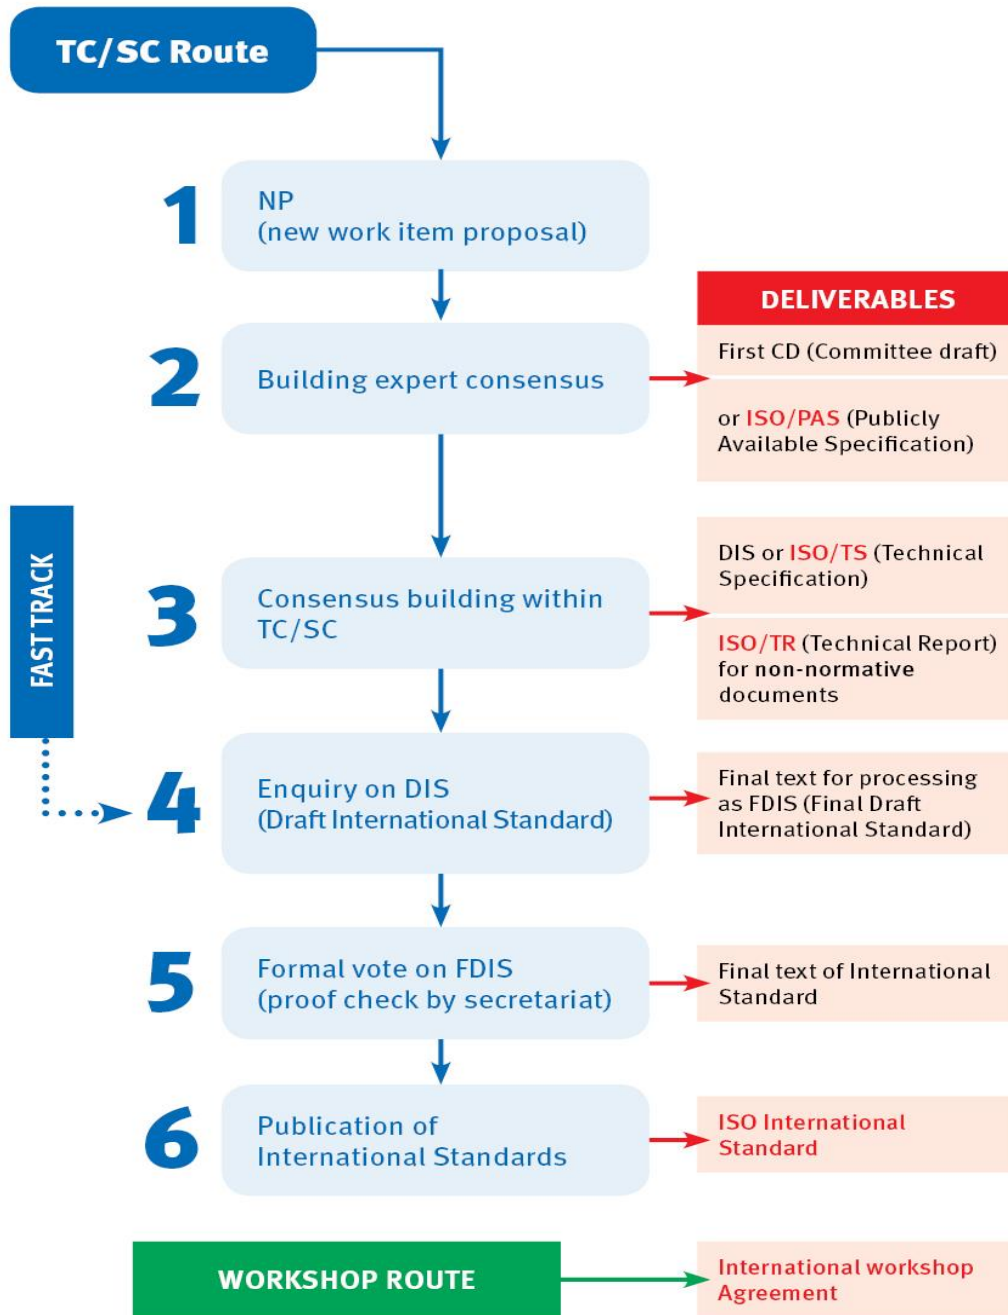 TC/SC Route
1
NP
(new work item proposal)
DELIVERABLES
2
Building expert consensus
First CD (Committee draft)
or ISO/PAS (Publicly
Available Specification)
FAST TRACK
3
Consensus building within
TC/SC
DIS or ISO/TS (Technical
Specification)
ISO/TR (Technical Report)
for non-normative
documents
4
Enquiry on DIS
(Draft International Standard)
Final text for processing
as FDIS (Final Draft
International Standard)
5
Formal vote on FDIS
(proof check by secretariat)
Final text of International
Standard
6
Publication of
International Standards
ISO International
Standard
WORKSHOP ROUTE
International workshop
Agreement